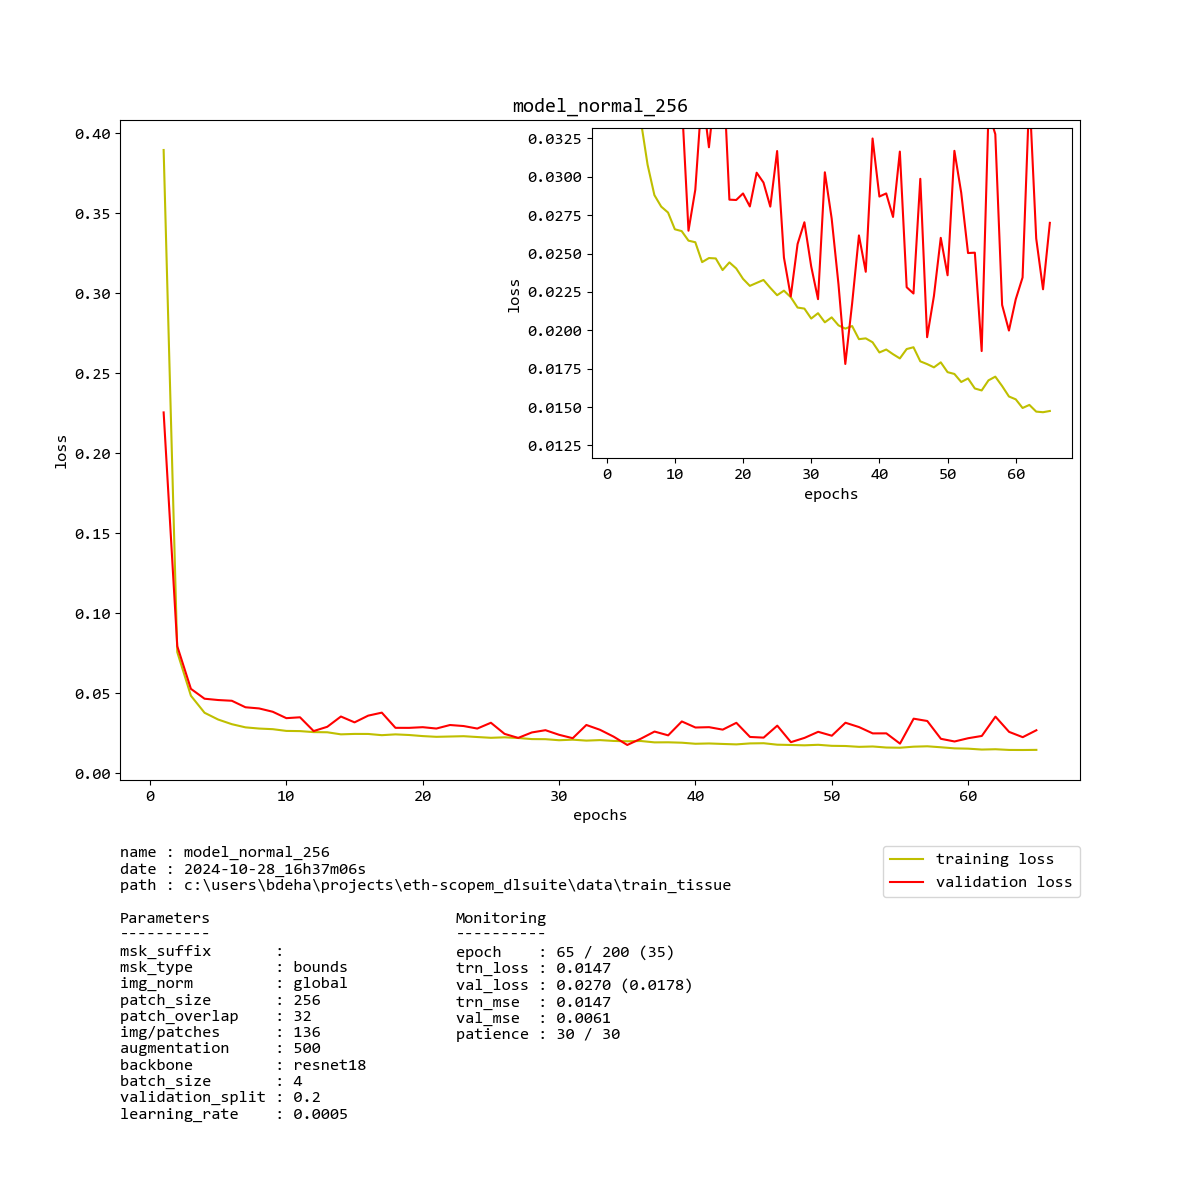 model_normal_256
0.40
0.35
0.30
0.25
0.20
0.15
0.10
0.05
0.00
loss
0 10 20 30 40 50 60
epochs
0.0325
0.0300
0.0275
0.0250
0.0225
0.0200
0.0175
0.0150
0.0125
loss
0 10 20 30 40 50 60
epochs
training loss
validation loss
name : model_normal_256
date : 2024-10-28_16h37m06s
path : c:\users\bdeha\projects\eth-scopem_dlsuite\data\train_tissue
Parameters
----------
msk_suffix       :
msk_type         : bounds
img_norm         : global
patch_size       : 256
patch_overlap    : 32
img/patches      : 136
augmentation     : 500
backbone         : resnet18
batch_size       : 4
validation_split : 0.2
learning_rate    : 0.0005
Monitoring
----------
epoch    : 65 / 200 (35)
trn_loss : 0.0147
val_loss : 0.0270 (0.0178)
trn_mse  : 0.0147
val_mse  : 0.0061
patience : 30 / 30